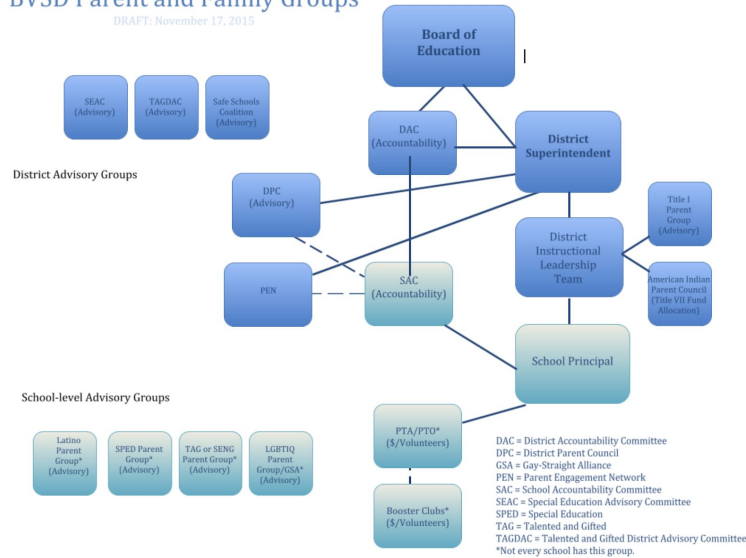 BVSD Parent and Family Groups
DRAFT: November 17, 2015
Board of
Education
SEAC
(Advisory)
TAGDAC
(Advisory)
Safe Schools
Coalition
(Advisory)
DAC
(Accountability)
District
Superintendent
District Advisory Groups
DPC
(Advisory)
Title I
Parent
Group
(Advisory)
District
Instructional
Leadership
Team
PEN
SAC
(Accountability)
American Indian
Parent Council
(Title VII Fund
Allocation)
School Principal
School-level Advisory Groups
Latino
Parent
Group*
(Advisory)
SPED Parent
Group*
(Advisory)
TAG or SENG
Parent Group*
(Advisory)
LGBTIQ
Parent
Group/GSA*
(Advisory)
PTA/PTO*
($/Volunteers)
Booster Clubs*
($/Volunteers)
DAC = District Accountability Committee
DPC = District Parent Council
GSA = Gay-Straight Alliance
PEN = Parent Engagement Network
SAC = School Accountability Committee
SEAC = Special Education Advisory Committee
SPED = Special Education
TAG = Talented and Gifted
TAGDAC = Talented and Gifted District Advisory Committee
*Not every school has this group.